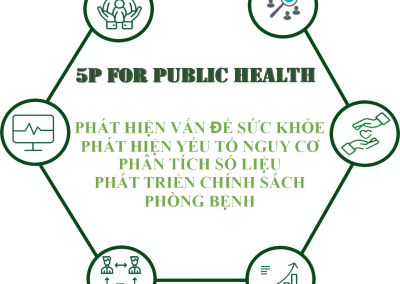 5P FOR PUBLIC HEALTH
PHÁT HIỆN VẤN ĐỀ SỨC KHỎE
PHÁT HIỆN YẾU TỐ NGUY CƠ
PHÂN TÍCH SỐ LIỆU
PHÁT TRIỂN CHÍNH SÁCH
PHÒNG BỆNH